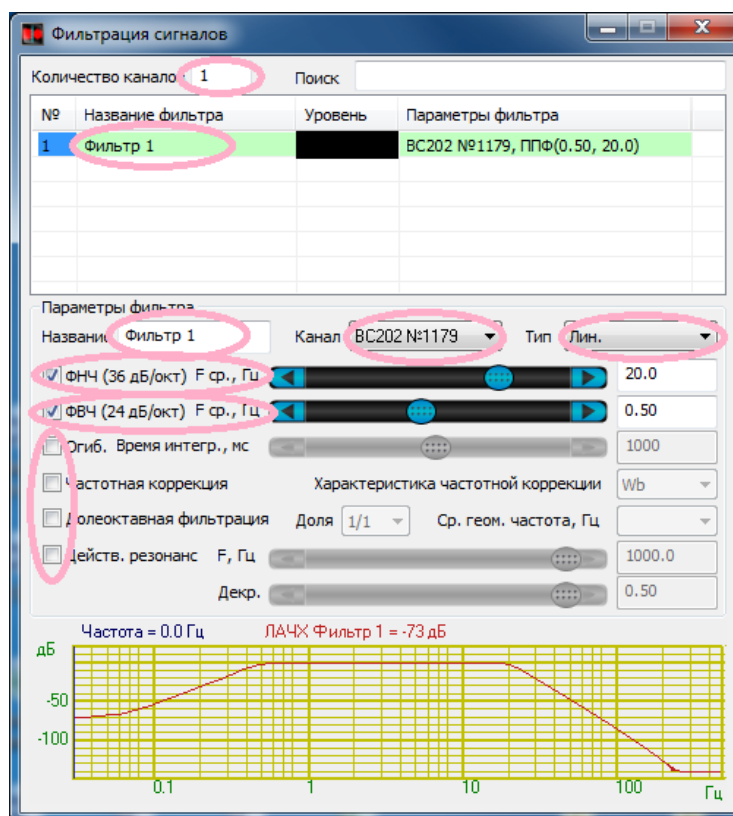 Фильтрация сигналов
Количество каналов 1 Поиск
№ Название фильтра Уровень Параметры фильтра
1 Фильтр 1 ВС202 №1179, ППФ(0.50, 20.0)
Параметры фильтра
Название Фильтр 1 Канал ВС202 №1179 Тип Лин.
ФНЧ (36 дБ/окт) F ср., Гц 20.0
ФВЧ (24 дБ/окт) F ср., Гц 0.50
Огиб. Время интегр., мс 1000
Частотная коррекция Характеристика частотной коррекции Wb
Долеоктавная фильтрация Доля 1/1 Ср. геом. частота, Гц
Действ. резонанс F, Гц 1000.0
Декр. 0.50
Частота = 0.0 Гц ЛАЧХ Фильтр 1 = -73 дБ
дБ
-50
-100
0.1 1 10 100 Гц